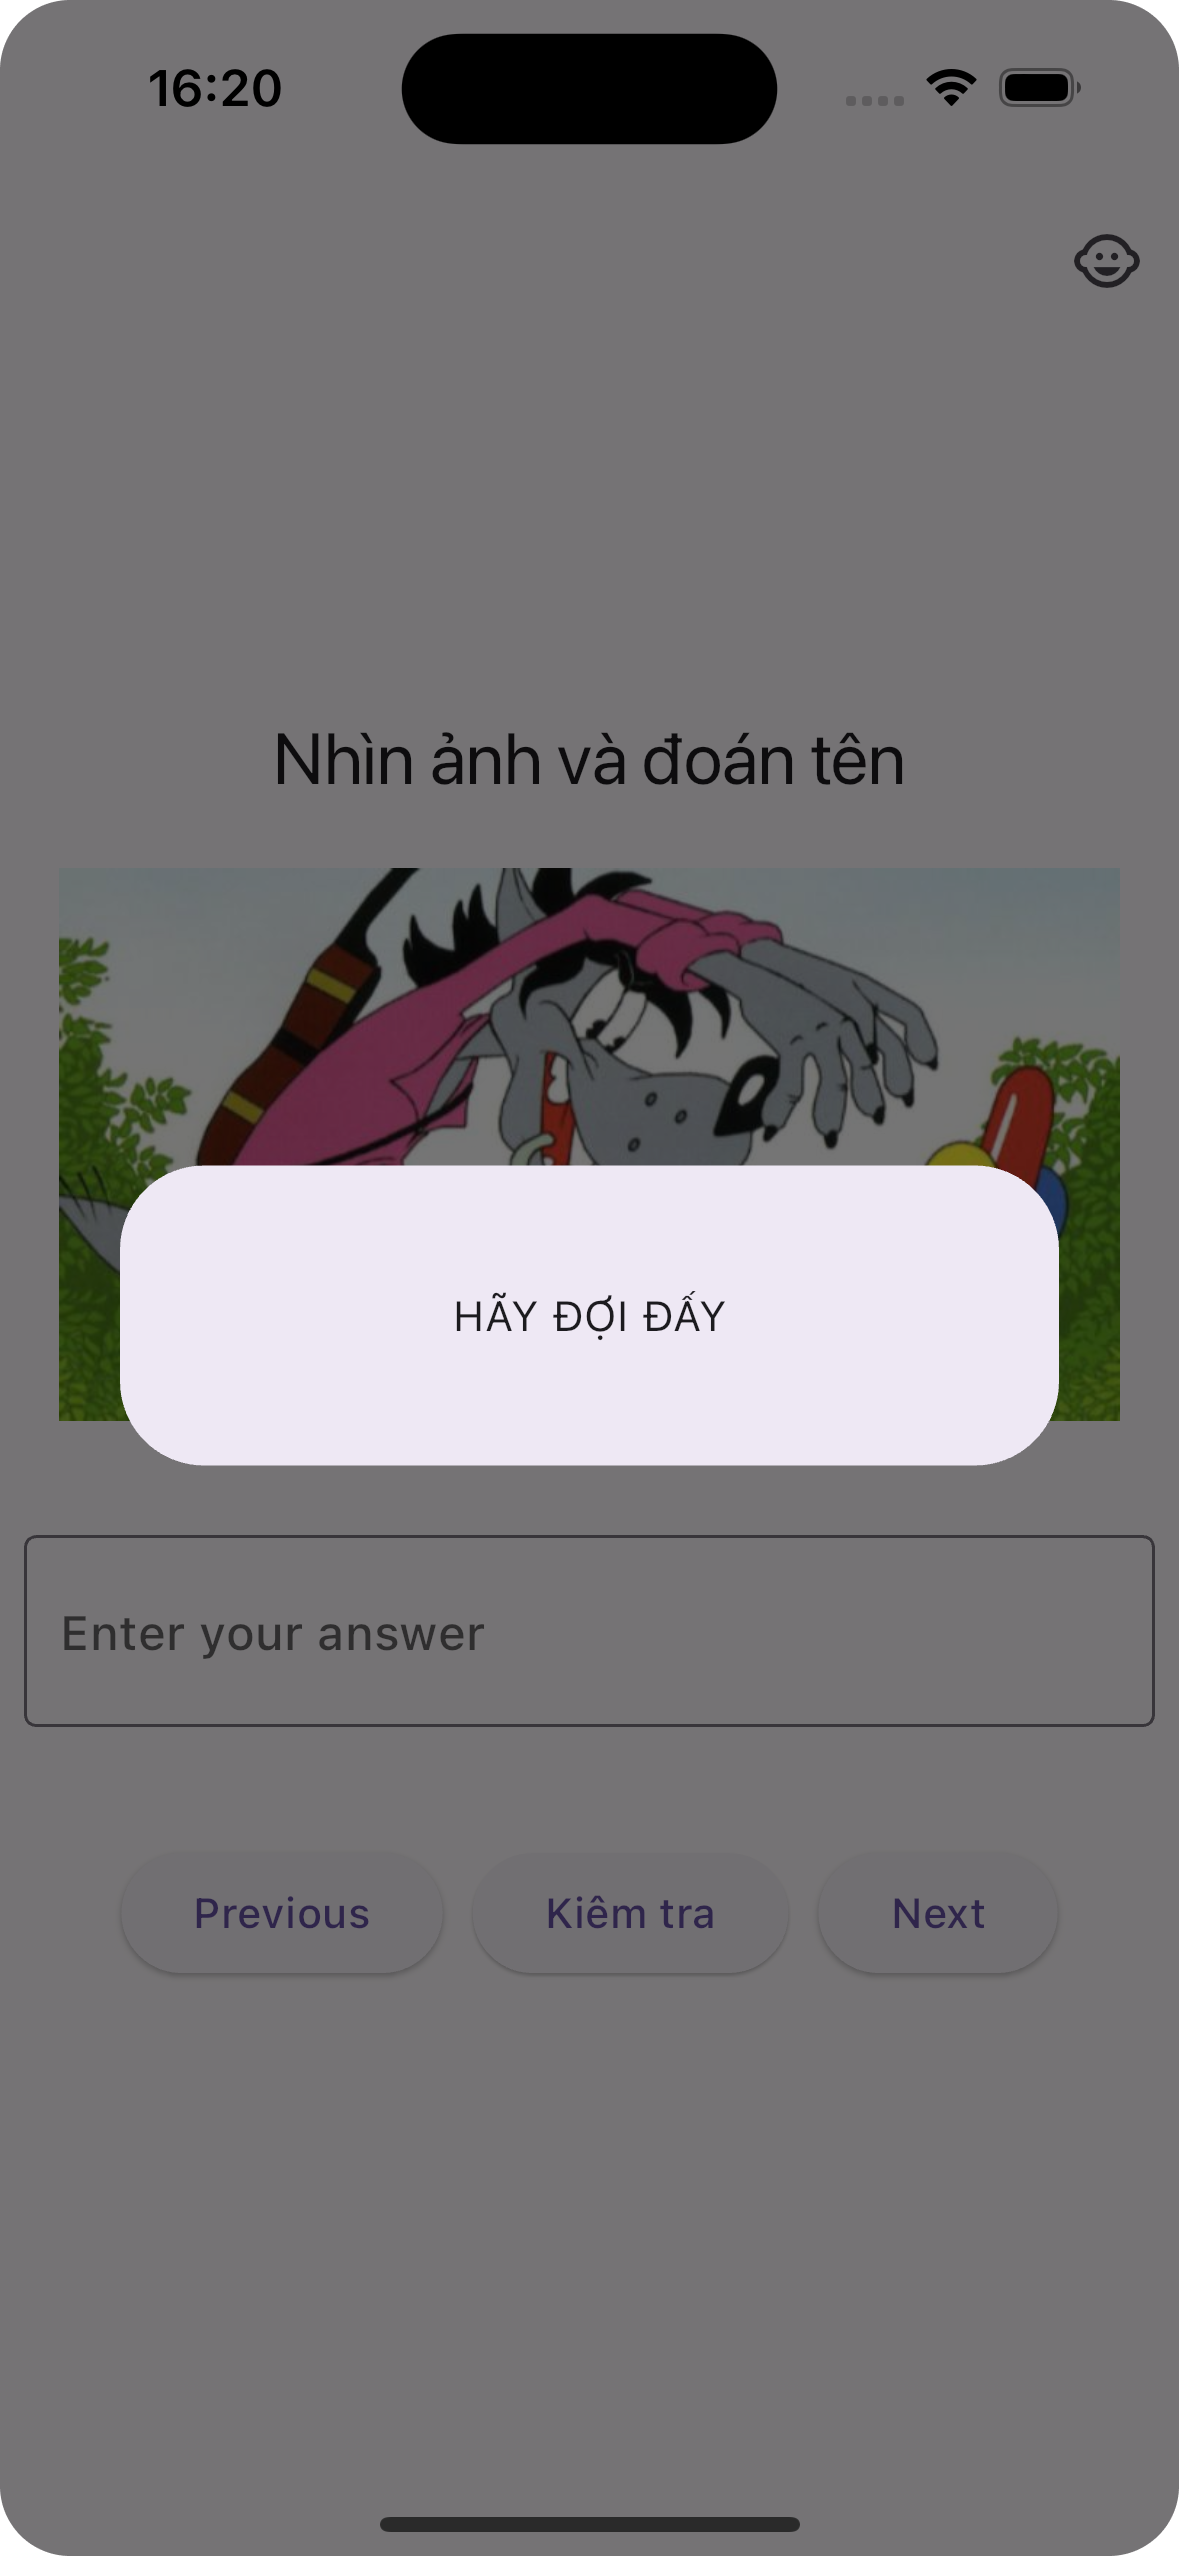 16:20
Nhìn ảnh và đoán tên
HÃY ĐỢI ĐẤY
Enter your answer
Previous
Kiêm tra
Next